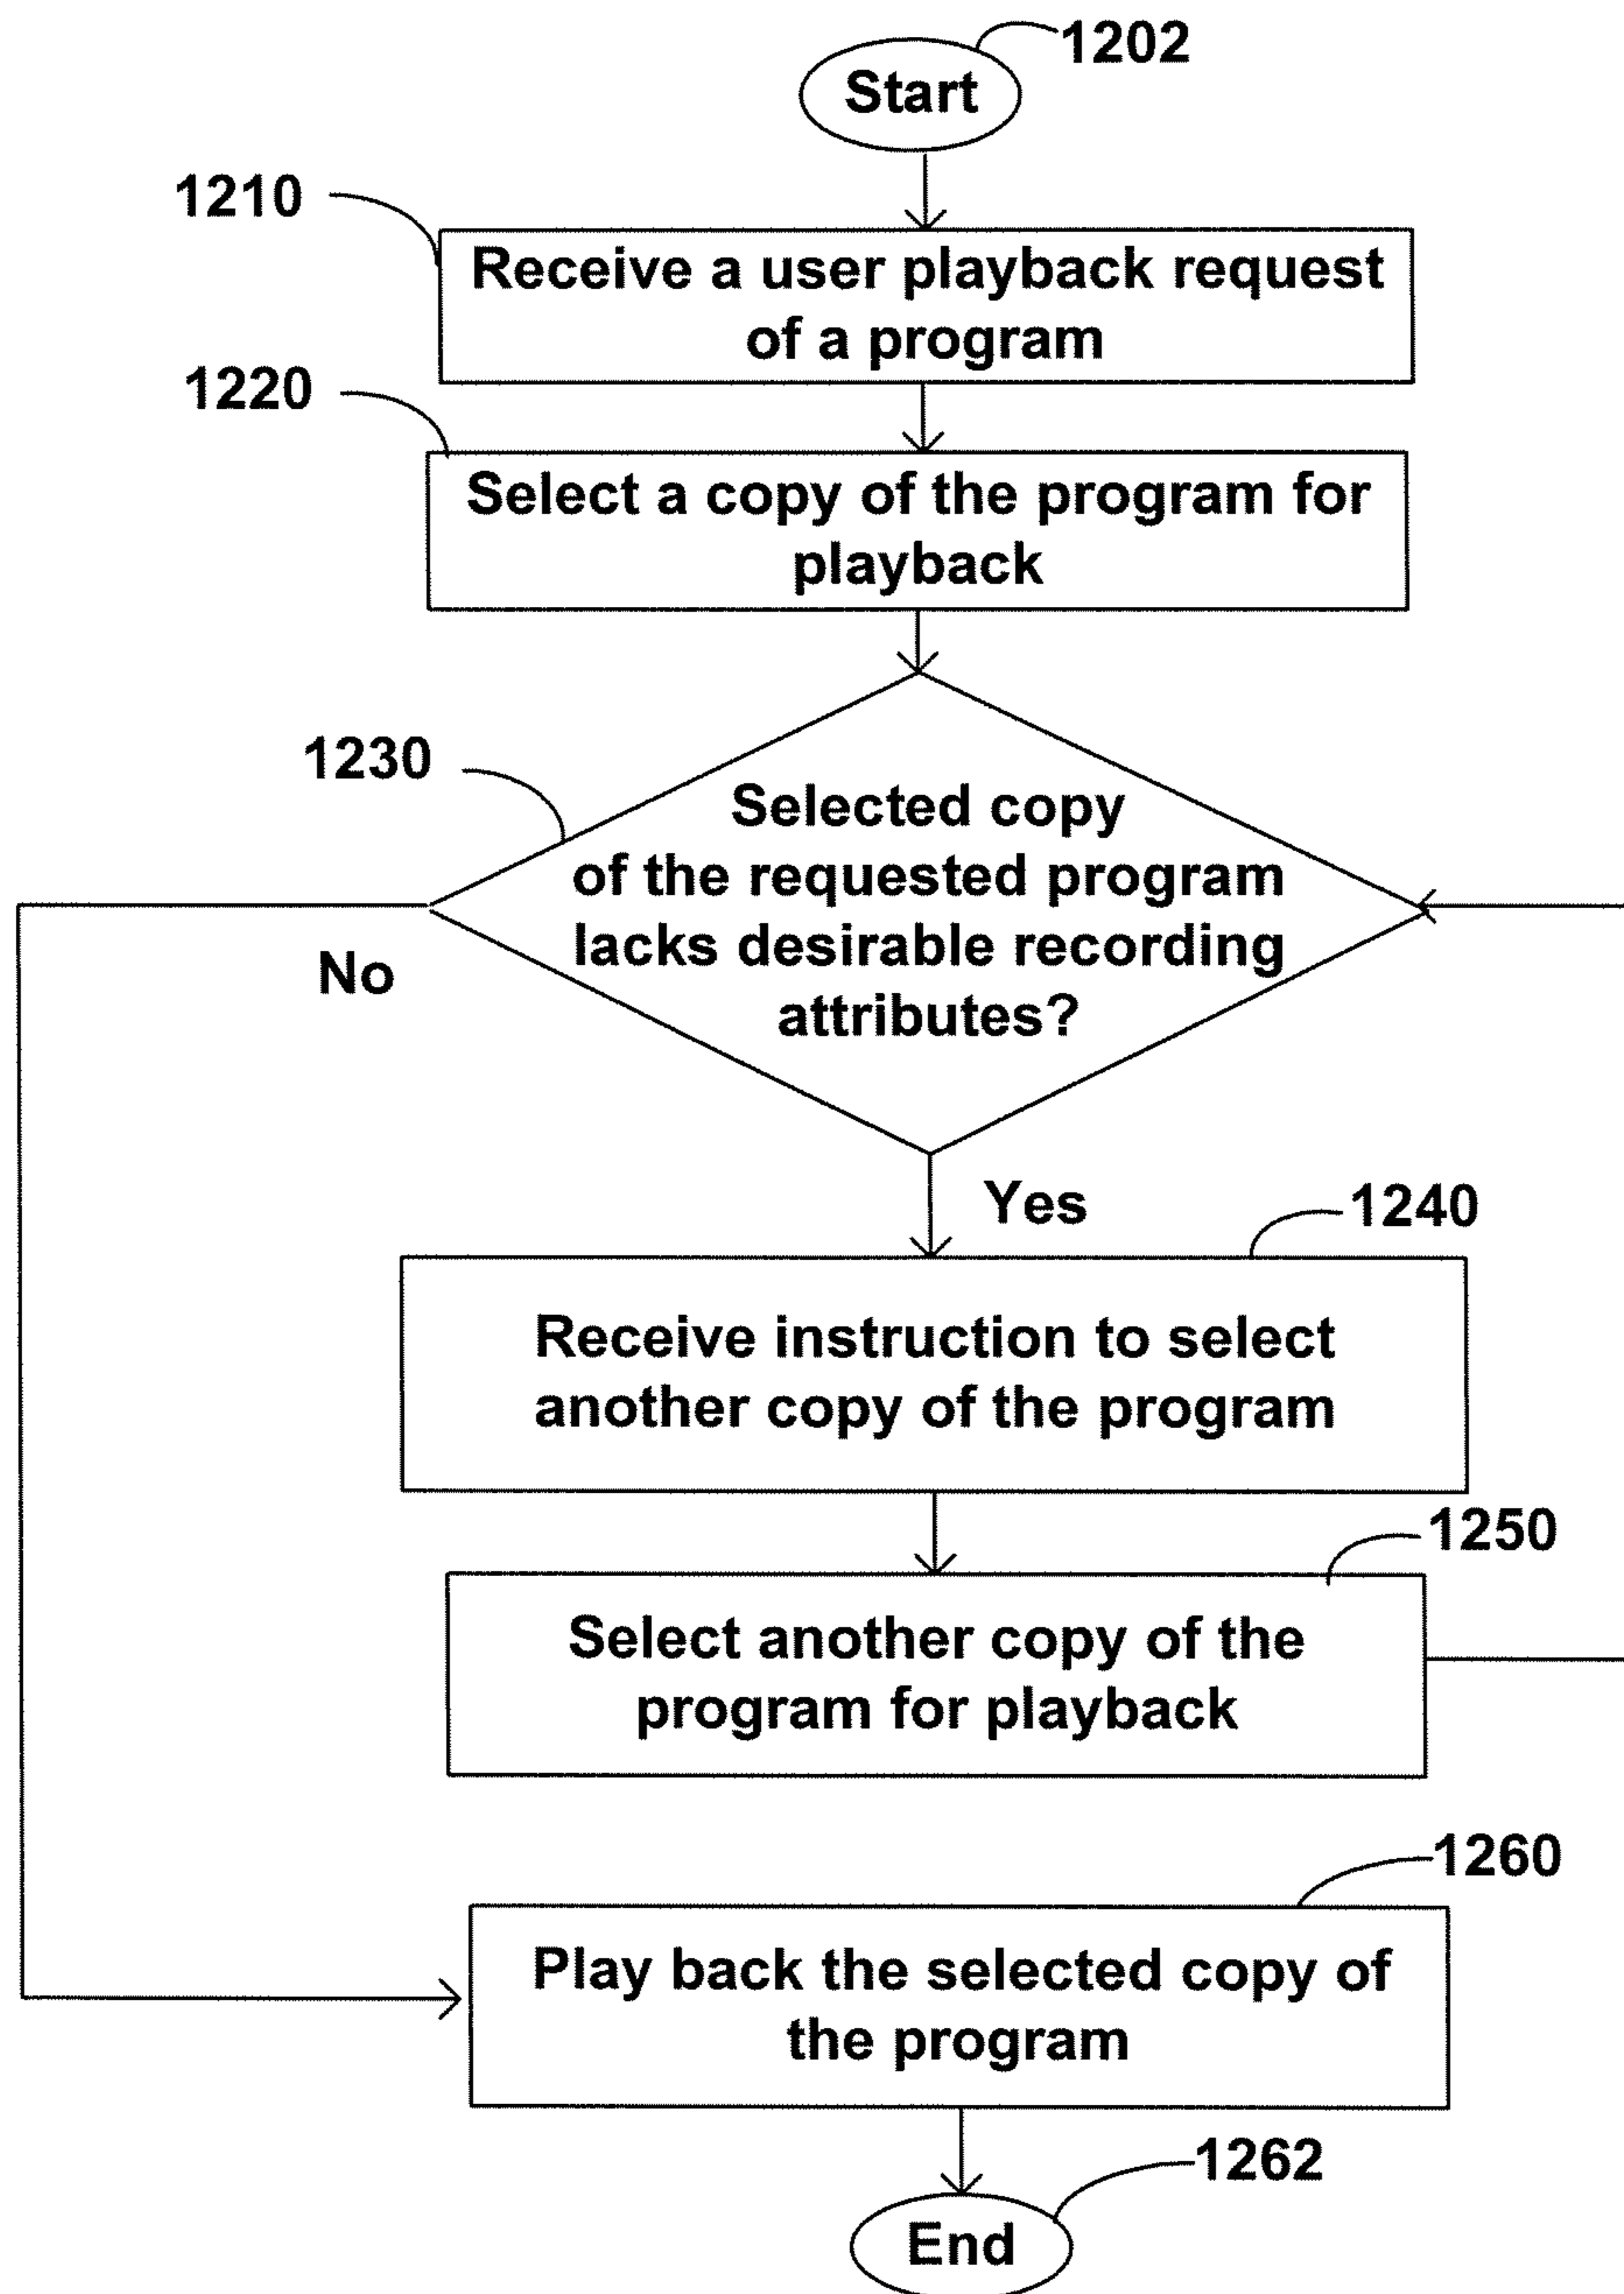 1202
Start
1210
Receive a user playback request
of a program
1220
Select a copy of the program for
playback
1230
Selected copy
of the requested program
lacks desirable recording
attributes?
No
Yes
1240
Receive instruction to select
another copy of the program
1250
Select another copy of the
program for playback
1260
Play back the selected copy of
the program
1262
End